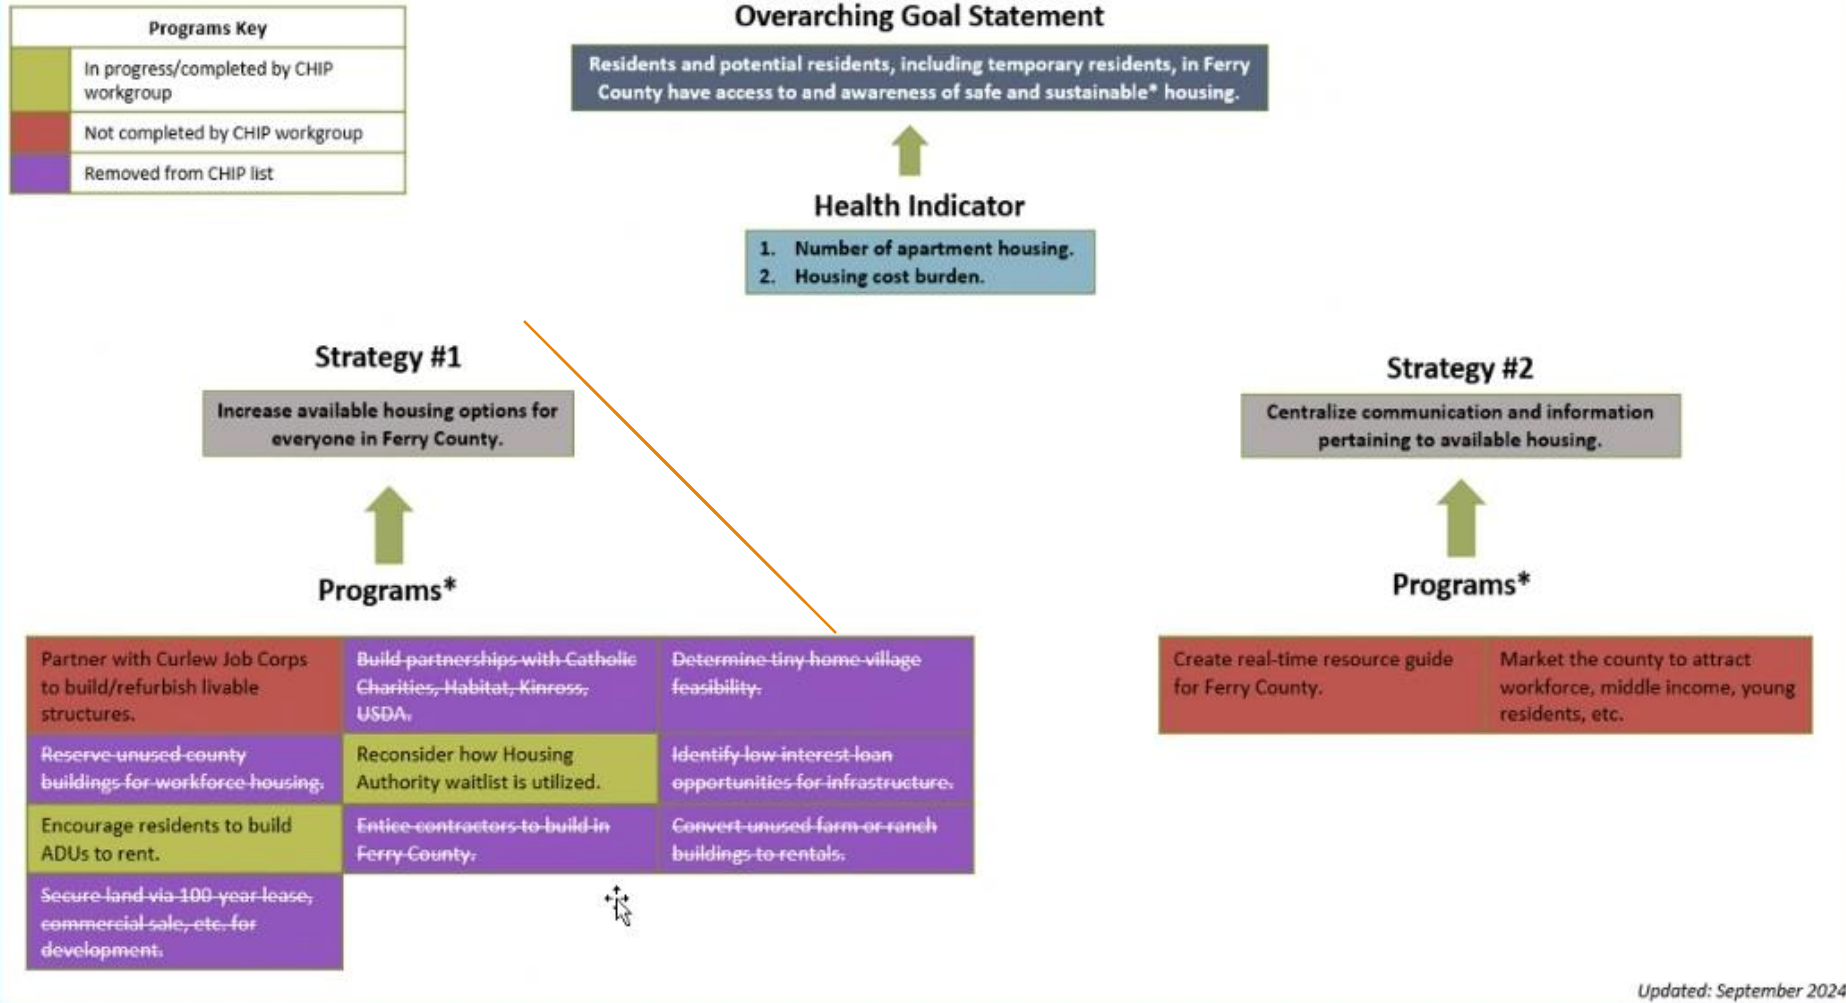 Programs Key
In progress/completed by CHIP
workgroup
Not completed by CHIP workgroup
Removed from CHIP list
Overarching Goal Statement
Residents and potential residents, including temporary residents, in Ferry
County have access to and awareness of safe and sustainable* housing.
Health Indicator
1. Number of apartment housing.
2. Housing cost burden.
Strategy #1
Increase available housing options for
everyone in Ferry County.
Programs*
Partner with Curlew Job Corps
to build/refurbish livable
structures.
Build partnerships with Catholic
Charities, Habitat, Kinross,
USDA.
Determine tiny home village
feasibility.
Reserve unused county
buildings for workforce housing.
Reconsider how Housing
Authority waitlist is utilized.
Identify low interest loan
opportunities for infrastructure.
Encourage residents to build
ADUs to rent.
Entice contractors to build in
Ferry County.
Convert unused farm or ranch
buildings to rentals.
Secure land via 100-year lease,
commercial sale, etc. for
development.
Strategy #2
Centralize communication and information
pertaining to available housing.
Programs*
Create real-time resource guide
for Ferry County.
Market the county to attract
workforce, middle income, young
residents, etc.
Updated: September 2024